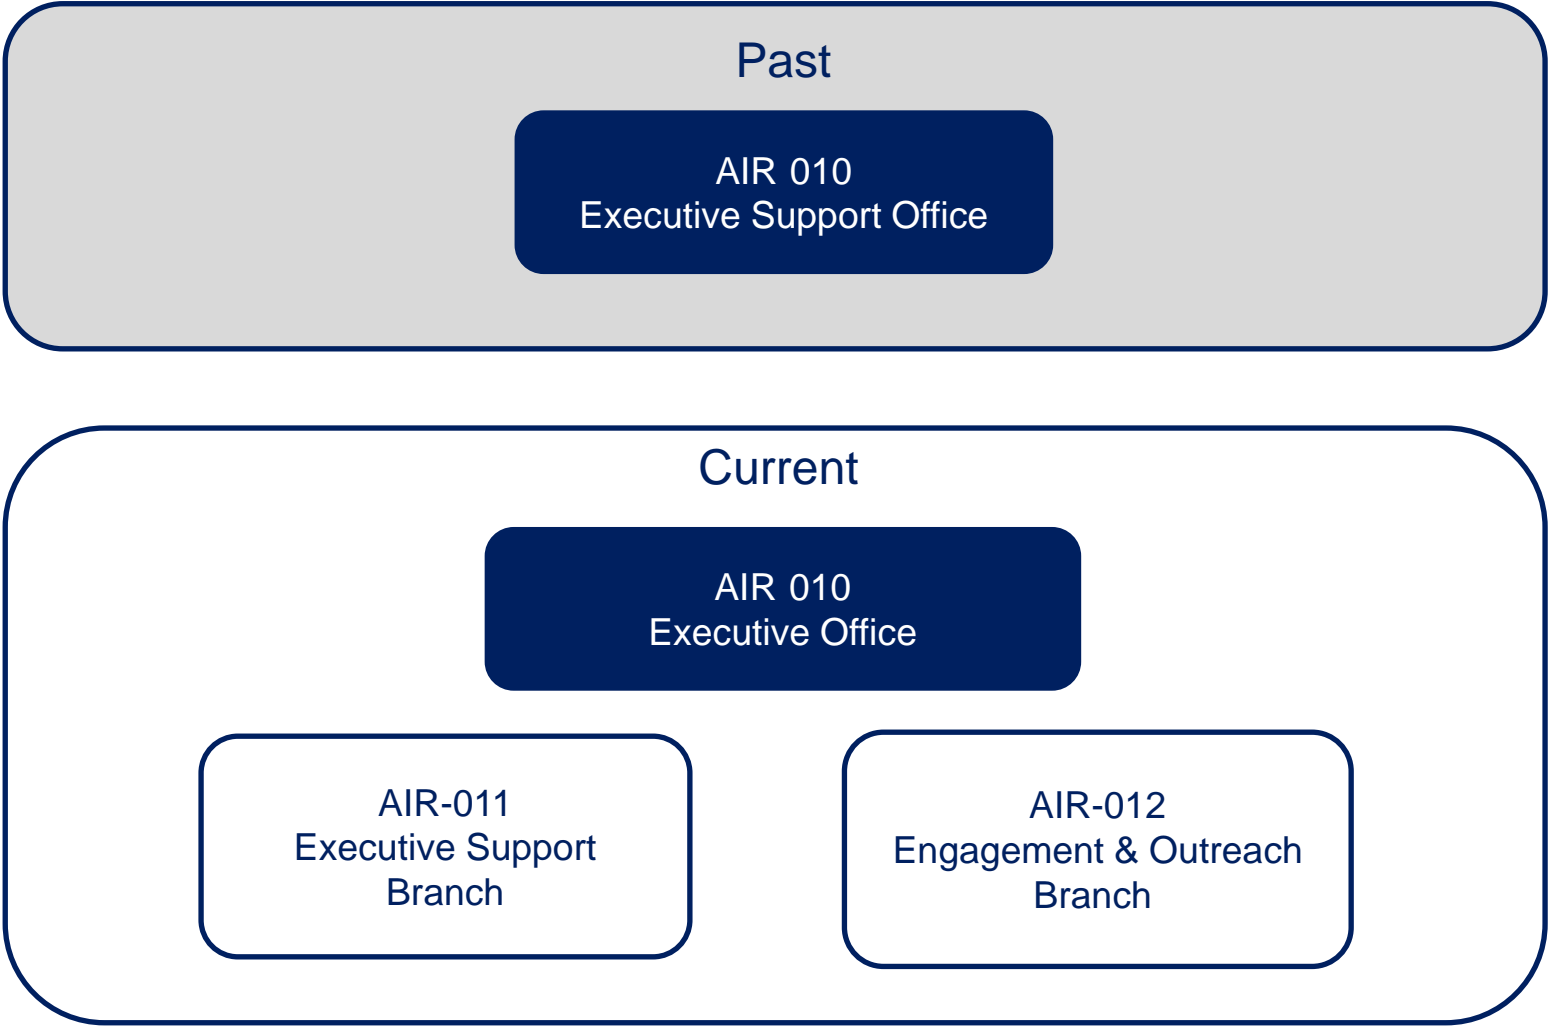 Past
AIR 010
Executive Support Office
Current
AIR 010
Executive Office
AIR-011
Executive Support
Branch
AIR-012
Engagement & Outreach
Branch